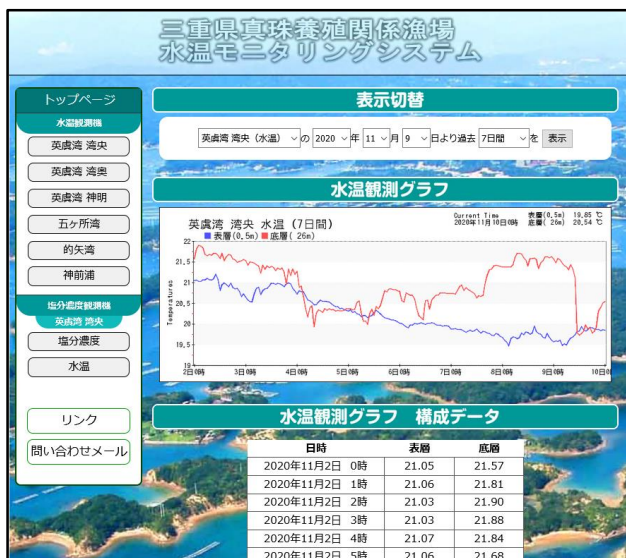 三重県真珠養殖関係漁場
水温モニタリングシステム
トップページ
水温観測機
英虞湾 湾央
英虞湾 湾奥
英虞湾 神明
五ヶ所湾
的矢湾
神前浦
塩分濃度観測機
英虞湾 湾央
塩分濃度
水温
リンク
問い合わせメール
表示切替
英虞湾 湾央（水温） の 2020 年 11 月 9 日より過去 7日間 を 表示
水温観測グラフ
英虞湾 湾央 水温 (7日間)
表層(0.5m) 底層( 26m)
Current Time 表層(0.5m) 19.85 ℃
2020年11月10日0時 底層( 26m) 20.54 ℃
Temperatures
22
21.5
21
20.5
20
19.5
19
2日0時 3日0時 4日0時 5日0時 6日0時 7日0時 8日0時 9日0時 10日0
水温観測グラフ 構成データ
日時 表層 底層
2020年11月2日 0時 21.05 21.57
2020年11月2日 1時 21.06 21.81
2020年11月2日 2時 21.03 21.90
2020年11月2日 3時 21.03 21.88
2020年11月2日 4時 21.07 21.84
2020年11月2日 5時 21.06 21.68